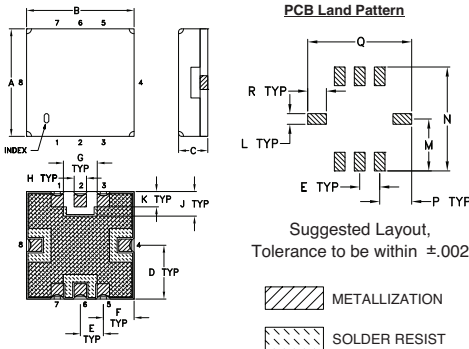 PCB Land Pattern
B
7 6 5
A
8
4
INDEX
1 2 3
C
G
H TYP
1 2 3
K TYP
J TYP
8
4
D TYP
7 6 5
E TYP
F TYP
Q
R TYP
L TYP
N
M
E TYP
P TYP
Suggested Layout,
Tolerance to be within ±.002
METALLIZATION
SOLDER RESIST